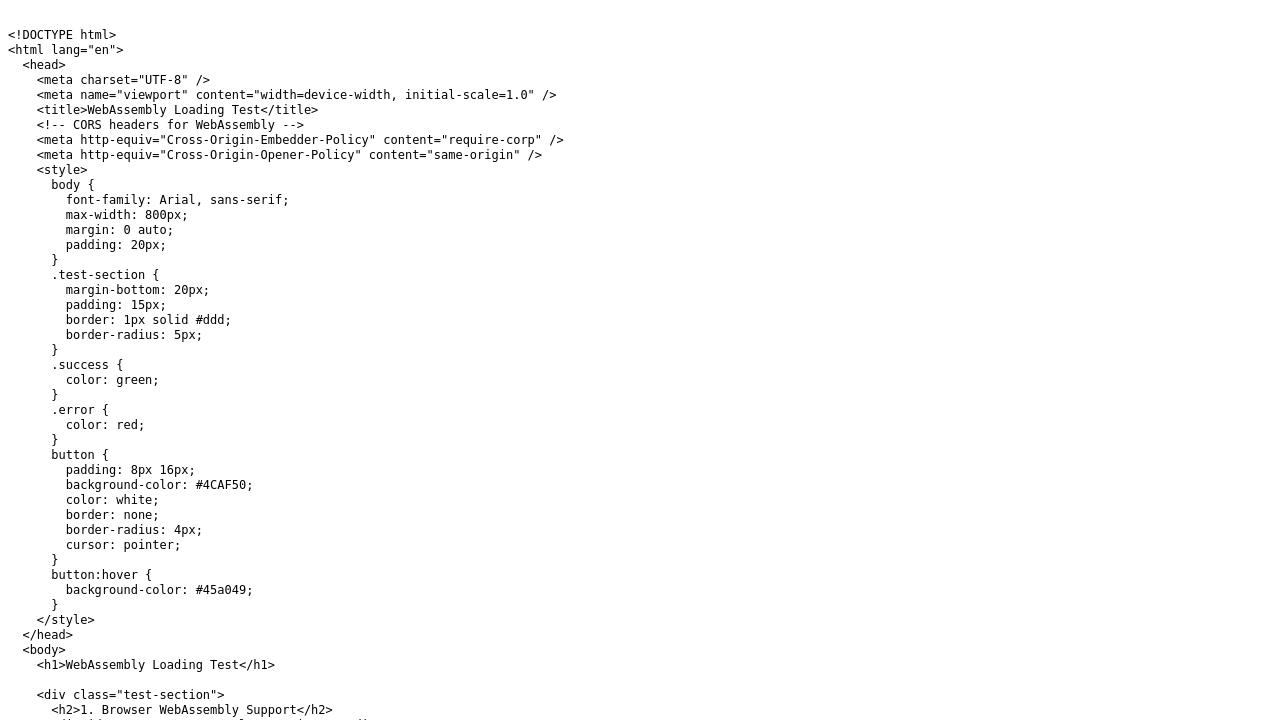 <!DOCTYPE html>
<html lang="en">
  <head>
    <meta charset="UTF-8" />
    <meta name="viewport" content="width=device-width, initial-scale=1.0" />
    <title>WebAssembly Loading Test</title>
    <!-- CORS headers for WebAssembly -->
    <meta http-equiv="Cross-Origin-Embedder-Policy" content="require-corp" />
    <meta http-equiv="Cross-Origin-Opener-Policy" content="same-origin" />
    <style>
      body {
        font-family: Arial, sans-serif;
        max-width: 800px;
        margin: 0 auto;
        padding: 20px;
      }
      .test-section {
        margin-bottom: 20px;
        padding: 15px;
        border: 1px solid #ddd;
        border-radius: 5px;
      }
      .success {
        color: green;
      }
      .error {
        color: red;
      }
      button {
        padding: 8px 16px;
        background-color: #4CAF50;
        color: white;
        border: none;
        border-radius: 4px;
        cursor: pointer;
      }
      button:hover {
        background-color: #45a049;
      }
    </style>
  </head>
  <body>
    <h1>WebAssembly Loading Test</h1>

    <div class="test-section">
      <h2>1. Browser WebAssembly Support</h2>